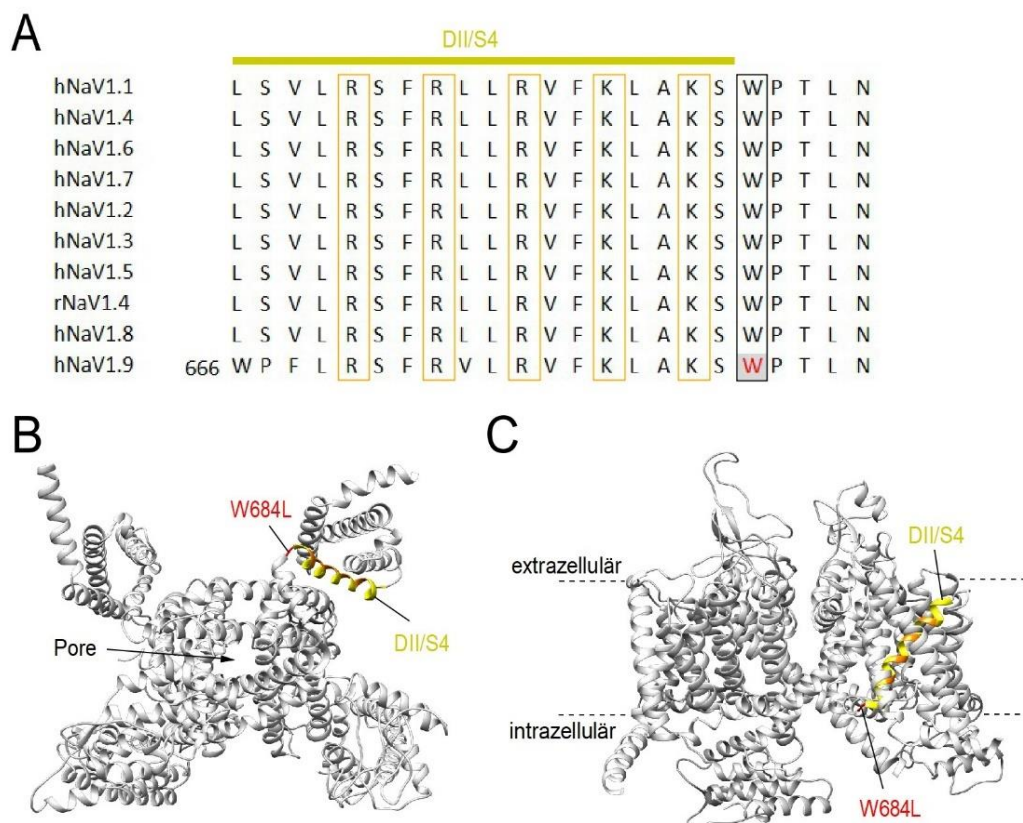 A
DII/S4
hNaV1.1 L S V L R S F R L L R V F K L A K S W P T L N
hNaV1.4 L S V L R S F R L L R V F K L A K S W P T L N
hNaV1.6 L S V L R S F R L L R V F K L A K S W P T L N
hNaV1.7 L S V L R S F R L L R V F K L A K S W P T L N
hNaV1.2 L S V L R S F R L L R V F K L A K S W P T L N
hNaV1.3 L S V L R S F R L L R V F K L A K S W P T L N
hNaV1.5 L S V L R S F R L L R V F K L A K S W P T L N
rNaV1.4 L S V L R S F R L L R V F K L A K S W P T L N
hNaV1.8 L S V L R S F R L L R V F K L A K S W P T L N
hNaV1.9 666 W P F L R S F R V L R V F K L A K S W P T L N
B
W684L
Pore
DII/S4
C
DII/S4
extrazellulär
intrazellulär
W684L